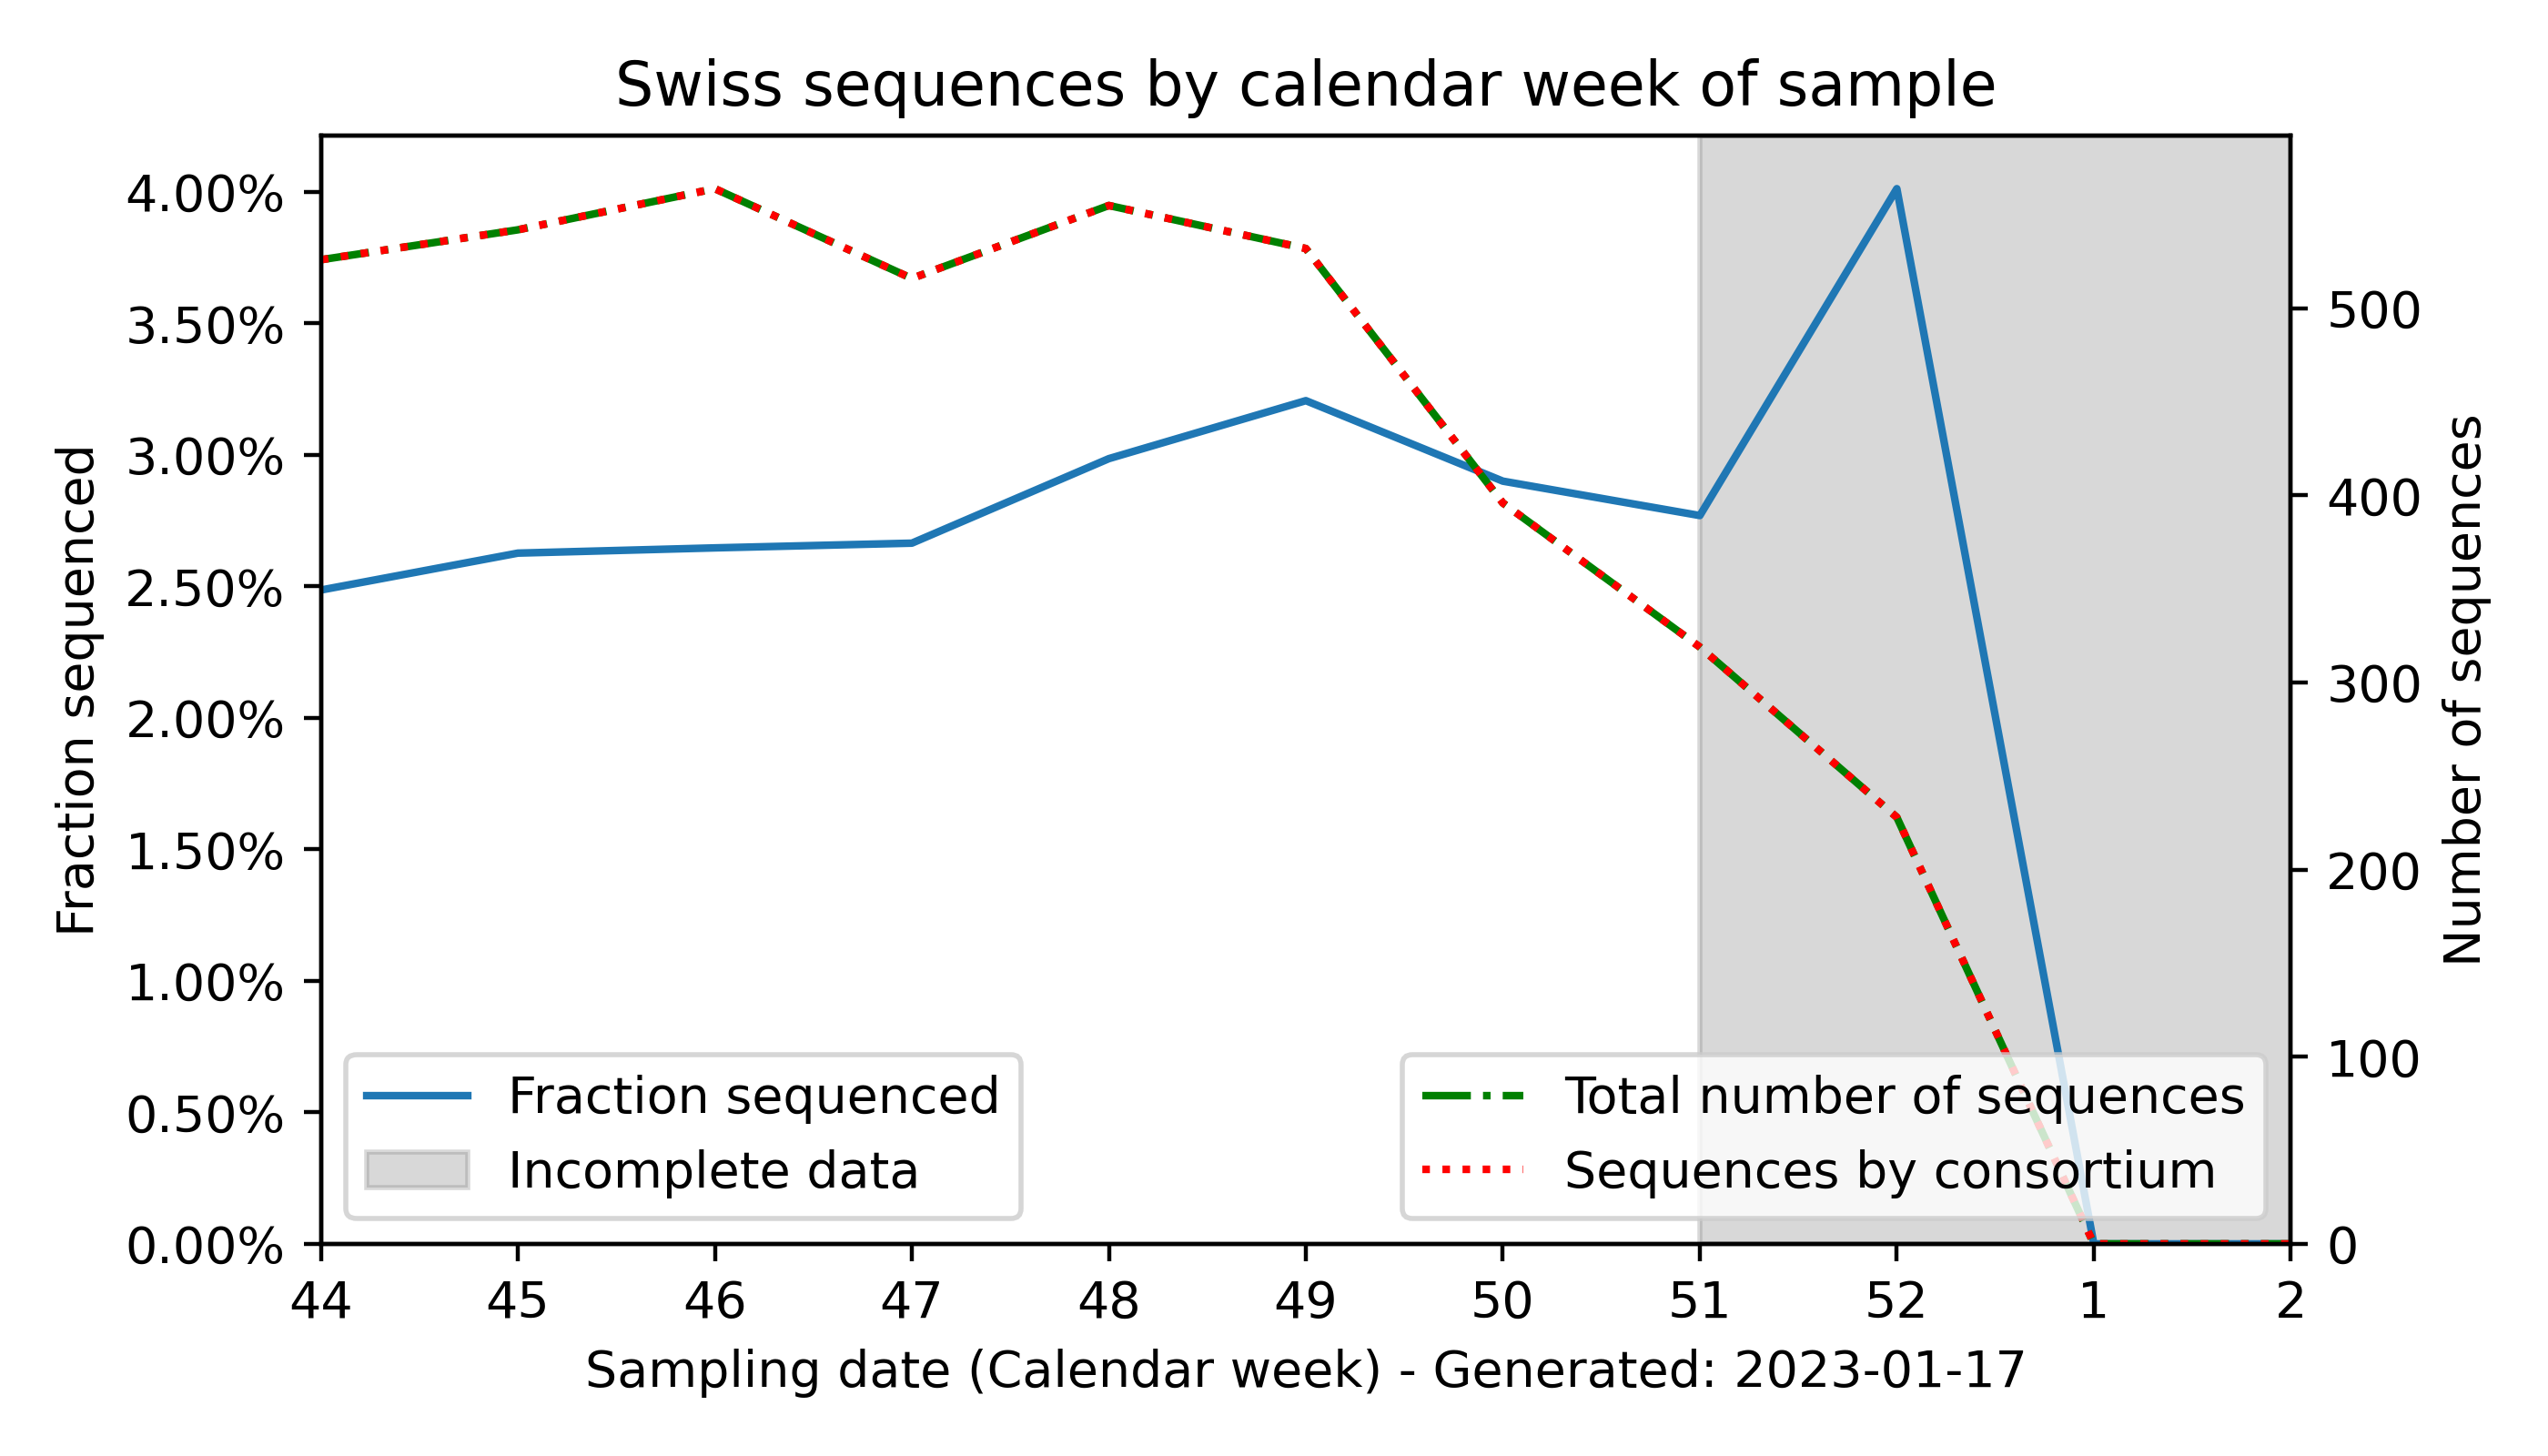 Swiss sequences by calendar week of sample
4.00%
3.50%
3.00%
2.50%
2.00%
1.50%
1.00%
0.50%
0.00%
Fraction sequenced
500
400
300
200
100
0
Number of sequences
Fraction sequenced
Incomplete data
Total number of sequences
Sequences by consortium
44 45 46 47 48 49 50 51 52 1 2
Sampling date (Calendar week) - Generated: 2023-01-17